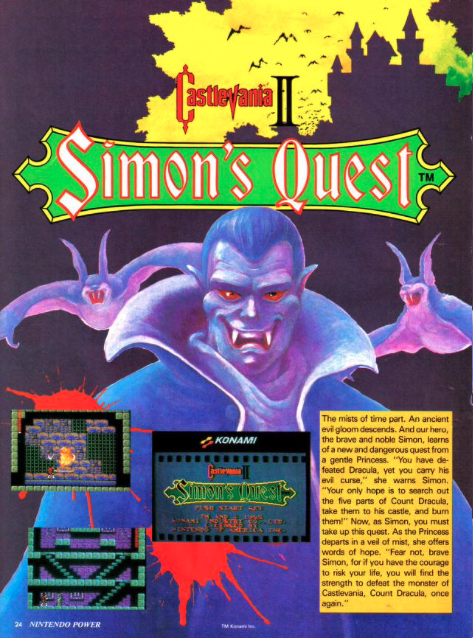 Castlevania II
Simon's Quest TM
The mists of time part. An ancient
evil gloom descends. And our hero,
the brave and noble Simon, learns
of a new and dangerous quest from
a gentle Princess. "You have de-
feated Dracula, yet you carry his
evil curse," she warns Simon.
"Your only hope is to search out
the five parts of Count Dracula,
take them to his castle, and burn
them!" Now, as Simon, you must
take up this quest. As the Princess
departs in a veil of mist, she offers
words of hope. "Fear not, brave
Simon, for if you have the courage
to risk your life, you will find the
strength to defeat the monster of
Castlevania, Count Dracula, once
again."
KONAMI
Castlevania II
Simon's Quest
PUSH START KEY
24 NINTENDO POWER
TM Konami Inc.